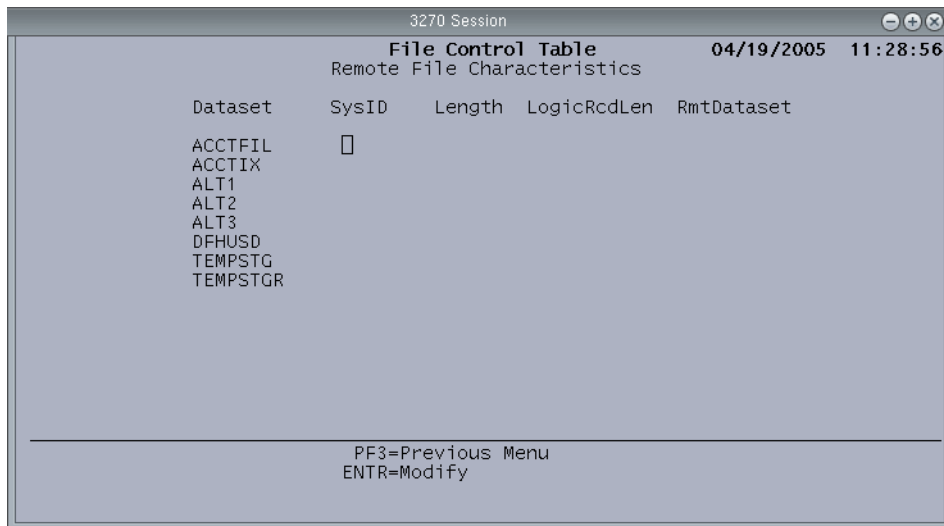 3270 Session
File Control Table 04/19/2005 11:28:56
Remote File Characteristics
Dataset SysID Length LogicRcdLen RmtDataset
ACCTFIL
ACCTIX
ALT1
ALT2
ALT3
DFHUSD
TEMPSTG
TEMPSTGR
PF3=Previous Menu
ENTR=Modify